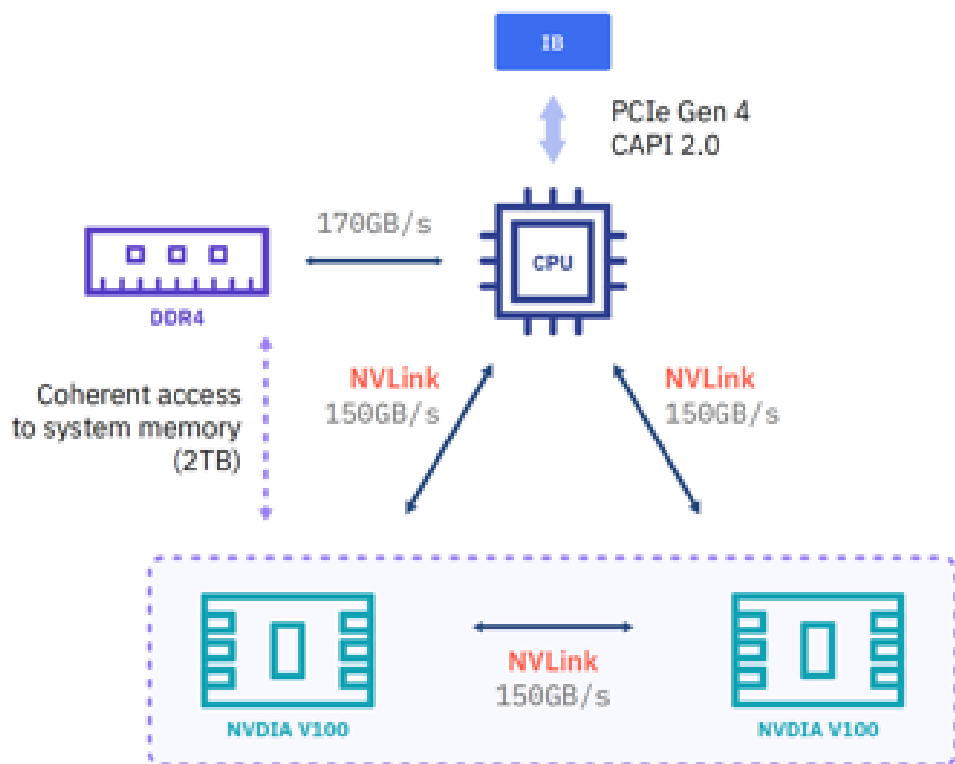 IB
PCIe Gen 4
CAPI 2.0
170GB/s
CPU
DDR4
NVLink
150GB/s
NVLink
150GB/s
Coherent access
to system memory
(2TB)
NVLink
150GB/s
NVDIA V100
NVDIA V100